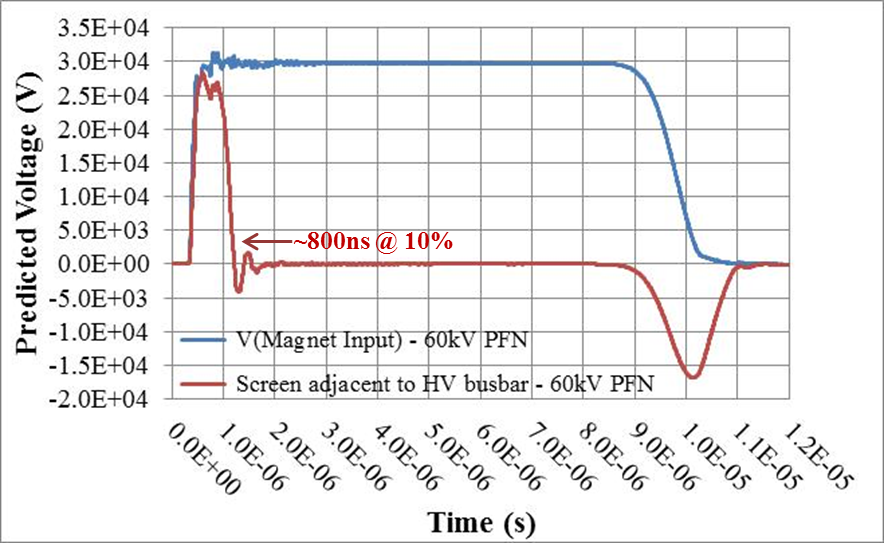 Predicted Voltage (V)
3.5E+04
3.0E+04
2.5E+04
2.0E+04
1.5E+04
1.0E+04
5.0E+03
0.0E+00
-5.0E+03
-1.0E+04
-1.5E+04
-2.0E+04
~800ns @ 10%
V(Magnet Input) - 60kV PFN
Screen adjacent to HV busbar - 60kV PFN
0.0E+00
1.0E-06
2.0E-06
3.0E-06
4.0E-06
5.0E-06
6.0E-06
7.0E-06
8.0E-06
9.0E-06
1.0E-05
1.1E-05
1.2E-05
Time (s)